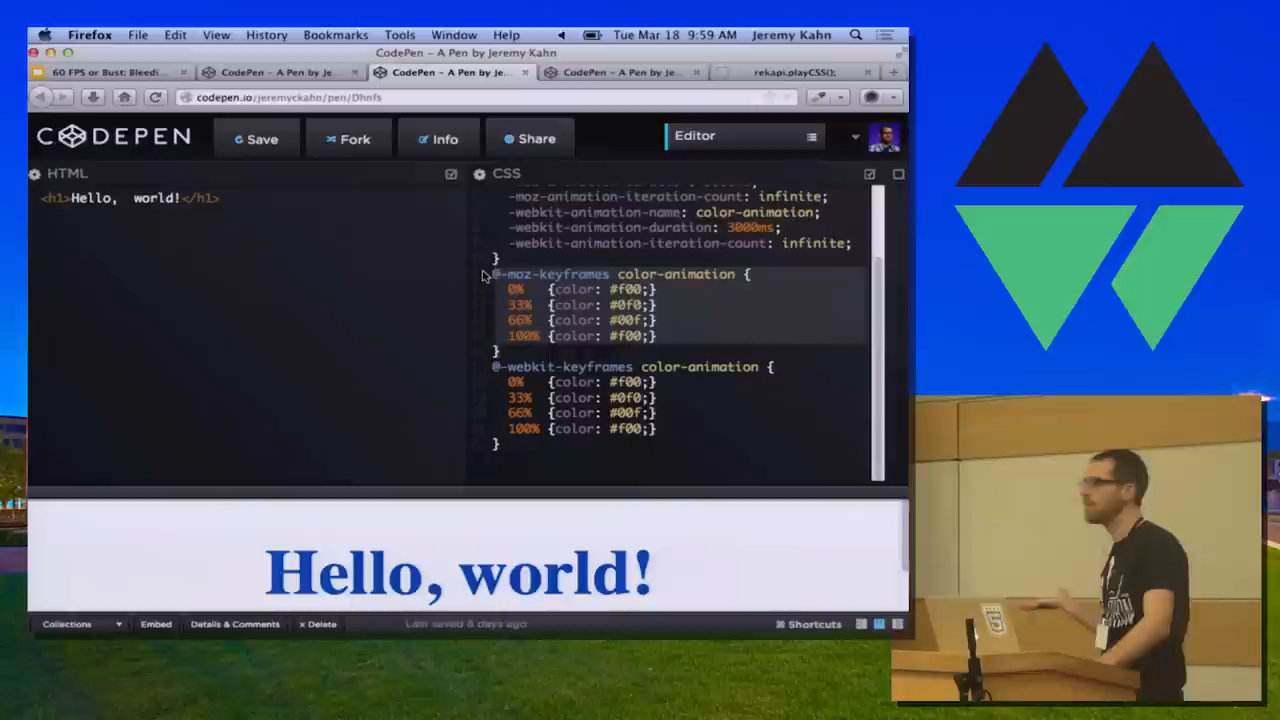 Firefox File Edit View History Bookmarks Tools Window Help Tue Mar 18 9:59 AM Jeremy Kahn
CodePen - A Pen by Jeremy Kahn
60 FPS or Bust: Bleedi... CodePen - A Pen by Je... CodePen - A Pen by Je... CodePen - A Pen by Je... rekapi.playCSS();
codepen.io/jeremyckahn/pen/Dhnfs
CODEPEN Save Fork Info Share Editor
HTML CSS
<h1>Hello, world!</h1>
-moz-animation-iteration-count: infinite;
-webkit-animation-name: color-animation;
-webkit-animation-duration: 3000ms;
-webkit-animation-iteration-count: infinite;
}
@-moz-keyframes color-animation {
0% {color: #f00;}
33% {color: #0f0;}
66% {color: #00f;}
100% {color: #f00;}
}
@-webkit-keyframes color-animation {
0% {color: #f00;}
33% {color: #0f0;}
66% {color: #00f;}
100% {color: #f00;}
}
Hello, world!
Collections Embed Details & Comments x Delete Last saved 8 days ago ⌘ Shortcuts
5